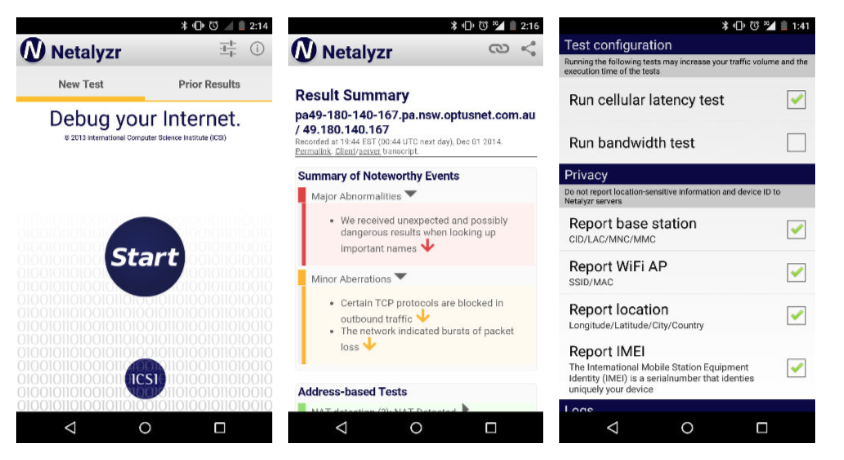 2:14
Netalyzr
New Test Prior Results
Debug your Internet.
© 2013 International Computer Science Institute (ICSI)
Start
ICSI
2:16
Netalyzr
Result Summary
pa49-180-140-167.pa.nsw.optusnet.com.au
/ 49.180.140.167
Recorded at 19:44 EST (00:44 UTC next day), Dec 01 2014.
Permalink. Client/server transcript.
Summary of Noteworthy Events
Major Abnormalities
We received unexpected and possibly
dangerous results when looking up
important names
Minor Aberrations
Certain TCP protocols are blocked in
outbound traffic
The network indicated bursts of packet
loss
Address-based Tests
NAT detection (?): NAT Detected
1:41
Test configuration
Running the following tests may increase your traffic volume and the
execution time of the tests
Run cellular latency test
Run bandwidth test
Privacy
Do not report location-sensitive information and device ID to
Netalyzr servers
Report base station
CID/LAC/MNC/MMC
Report WiFi AP
SSID/MAC
Report location
Longitude/Latitude/City/Country
Report IMEI
The International Mobile Station Equipment
Identity (IMEI) is a serialnumber that identies
uniquely your device
Logs